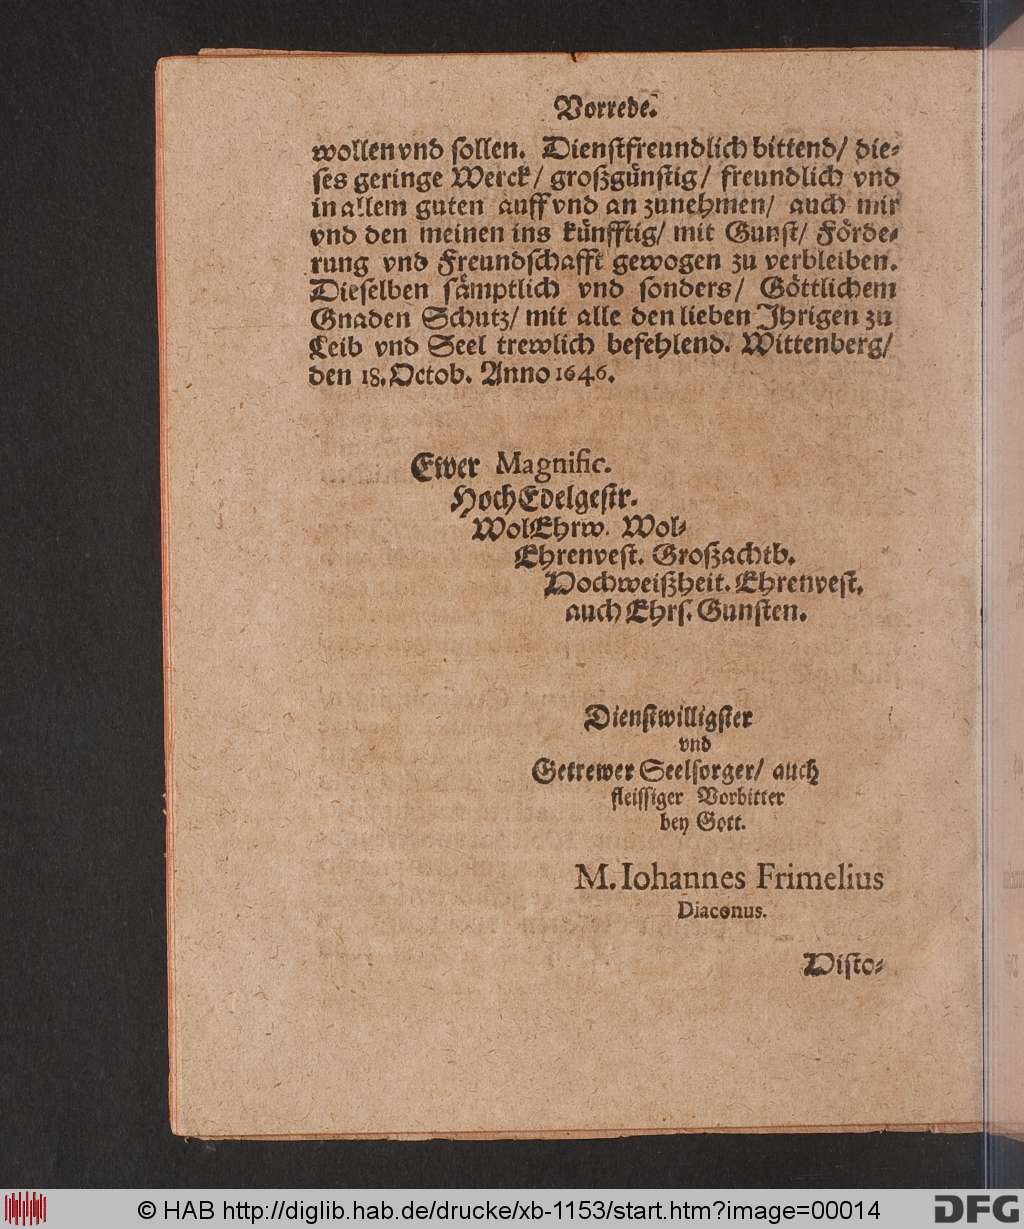 Vorrede.
wollen vnd sollen. Dienstfreundlich bittend/ die-
ses geringe Werck/ großgünstig/ freundlich vnd
in allem guten auff vnd an zunehmen/ auch mir
vnd den meinen ins künfftig/ mit Gunst/ Förde-
rung vnd Freundschafft gewogen zu verbleiben.
Dieselben sämptlich vnd sonders/ Göttlichem
Gnaden Schutz/ mit alle den lieben Ihrigen zu
Leib vnd Seel trewlich befehlend. Wittenberg/
den 18. Octob. Anno 1646.
Ewer Magnific.
HochEdelgestr.
WolEhrw. Wol-
Ehrenvest. Großachtb.
Hochweißheit. Ehrenvest.
auch Ehrs. Gunsten.
Dienstwilligster
vnd
Getrewer Seelsorger/ auch
fleissiger Vorbitter
bey Gott.
M. Iohannes Frimelius
Diaconus.
Disto-
© HAB http://diglib.hab.de/drucke/xb-1153/start.htm?image=00014
DFG